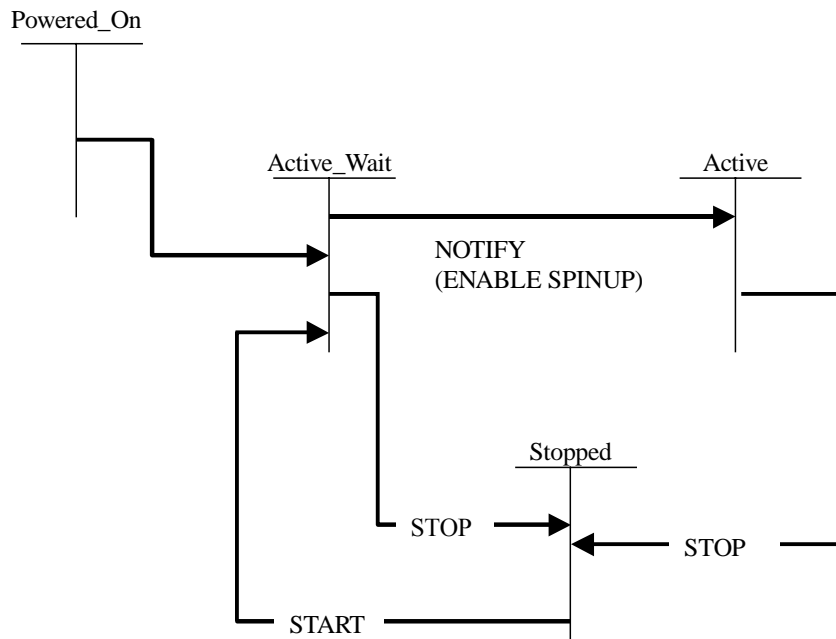 Powered_On
Active_Wait
Active
NOTIFY
(ENABLE SPINUP)
Stopped
STOP
STOP
START